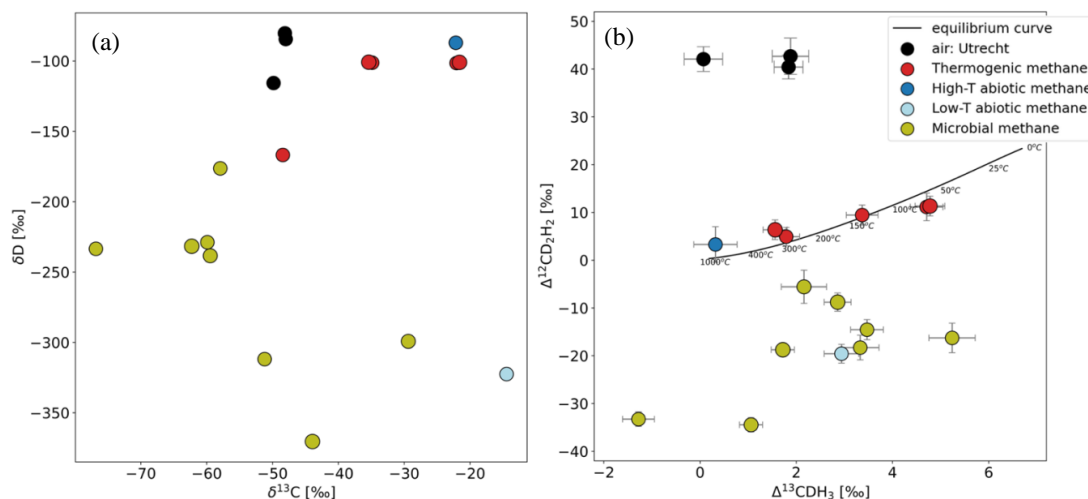 (a)
δD [‰]
−100
−150
−200
−250
−300
−350
−70
−60
−50
−40
−30
−20
δ¹³C [‰]
(b)
Δ¹²CD₂H₂ [‰]
50
40
30
20
10
0
−10
−20
−30
−40
−2
0
2
4
6
Δ¹³CDH₃ [‰]
equilibrium curve
air: Utrecht
Thermogenic methane
High-T abiotic methane
Low-T abiotic methane
Microbial methane
0°C
25°C
50°C
100°C
150°C
200°C
300°C
400°C
1000°C